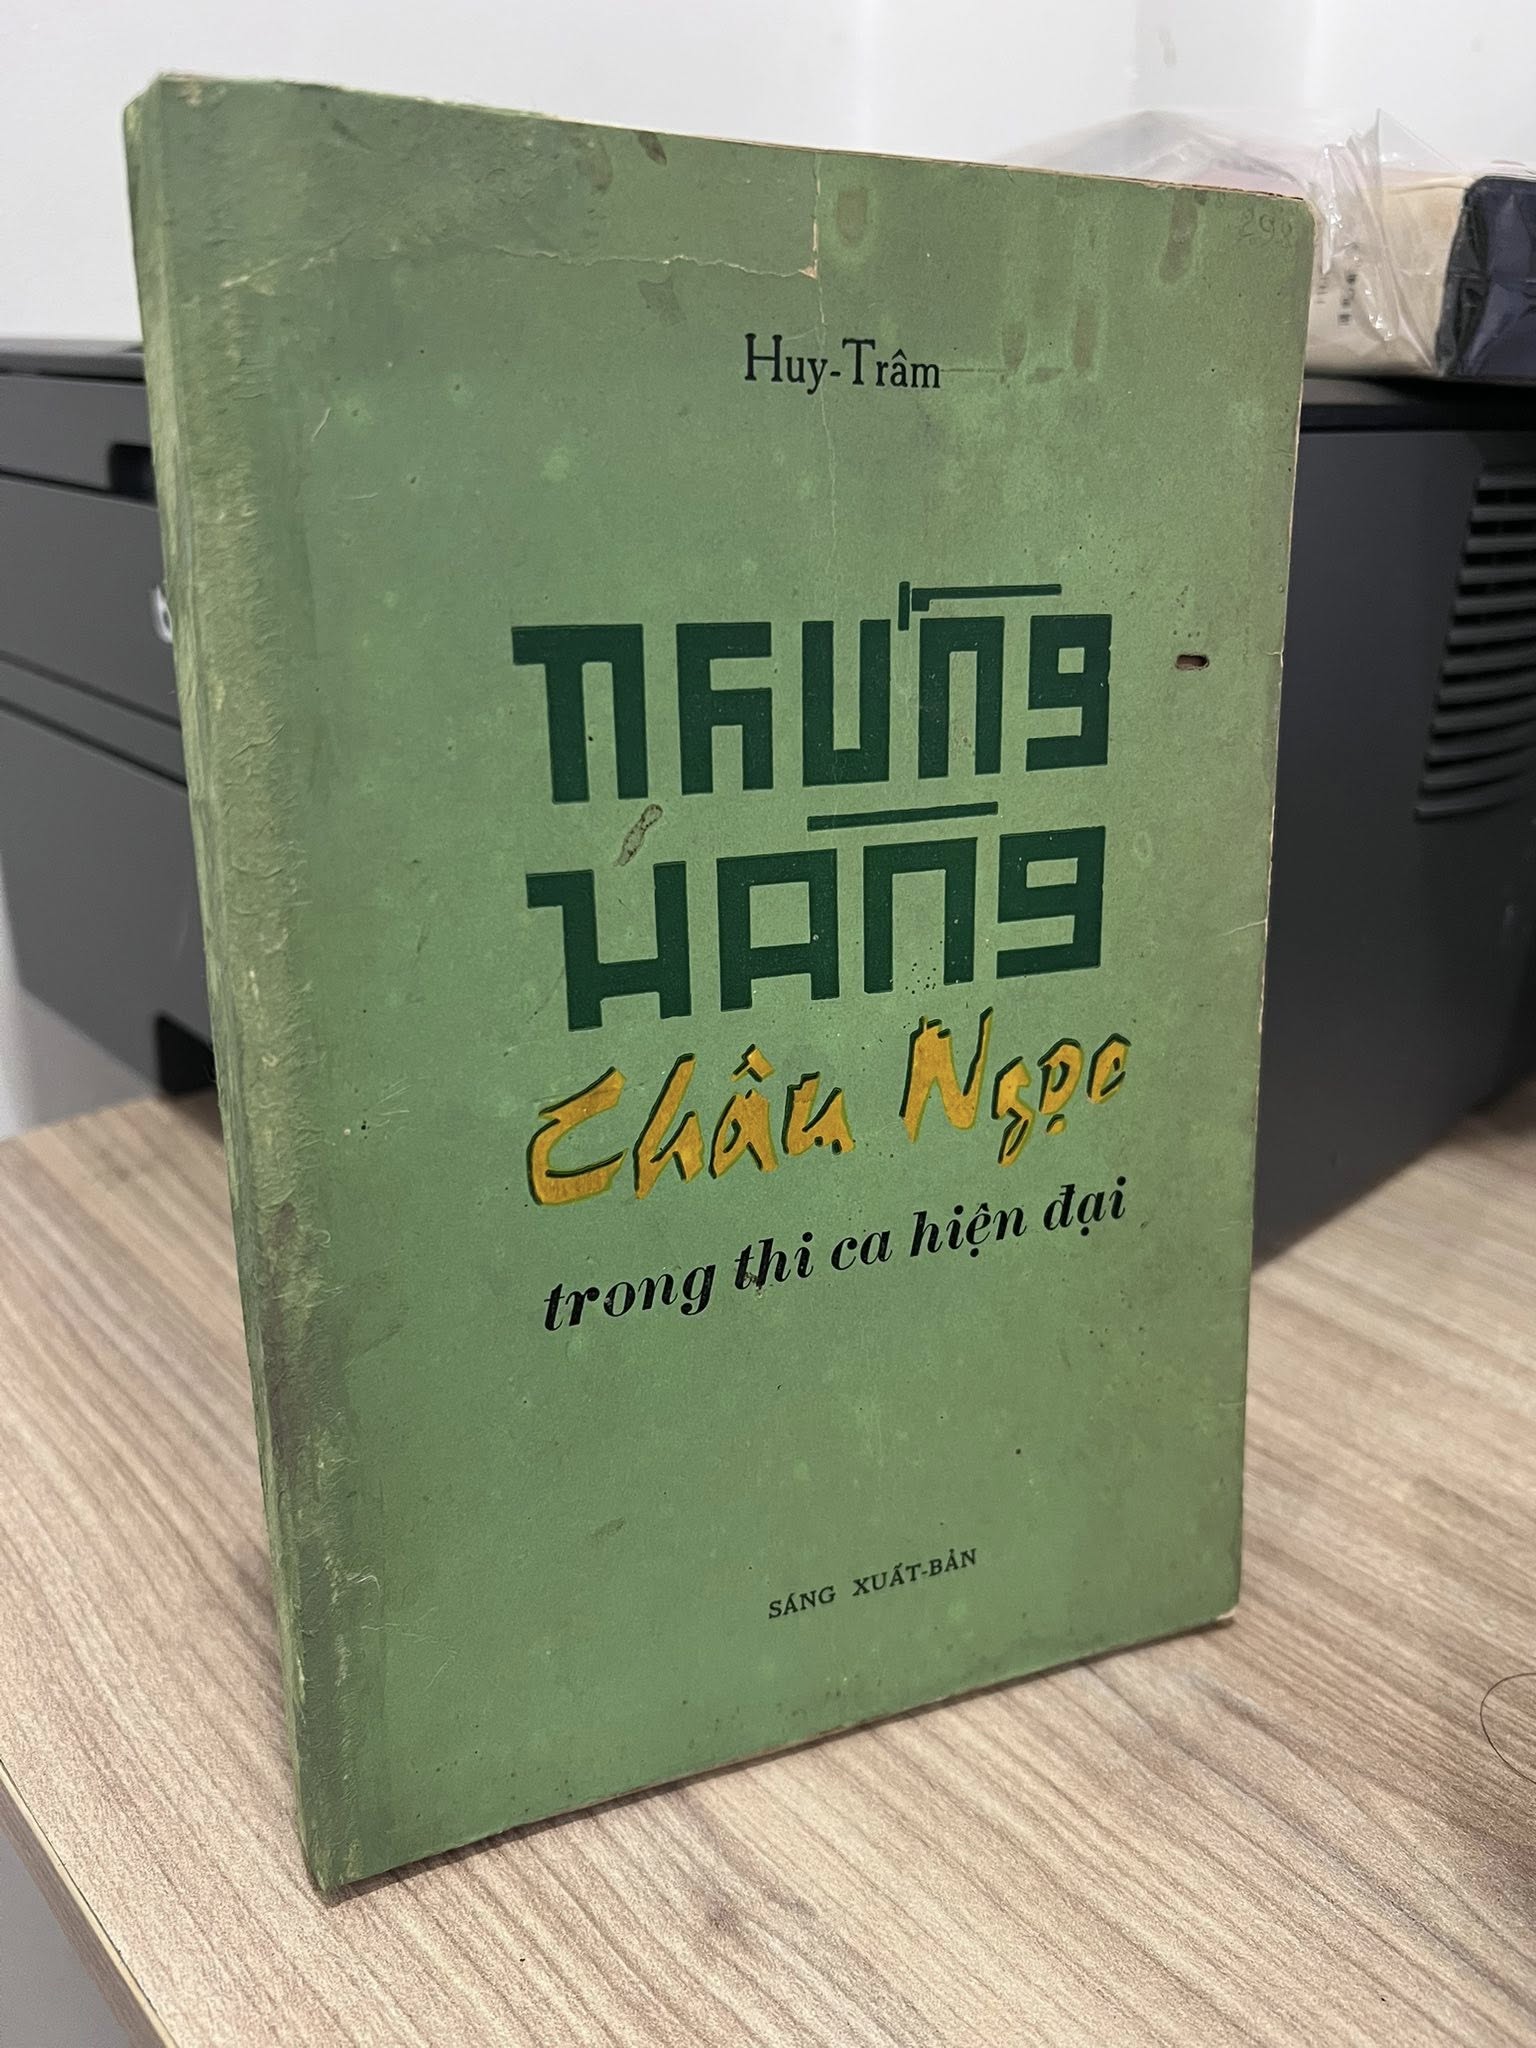 Huy-Trâm
NHỮNG
HÀNG
Châu Ngọc
trong thi ca hiện đại
SÁNG XUẤT-BẢN